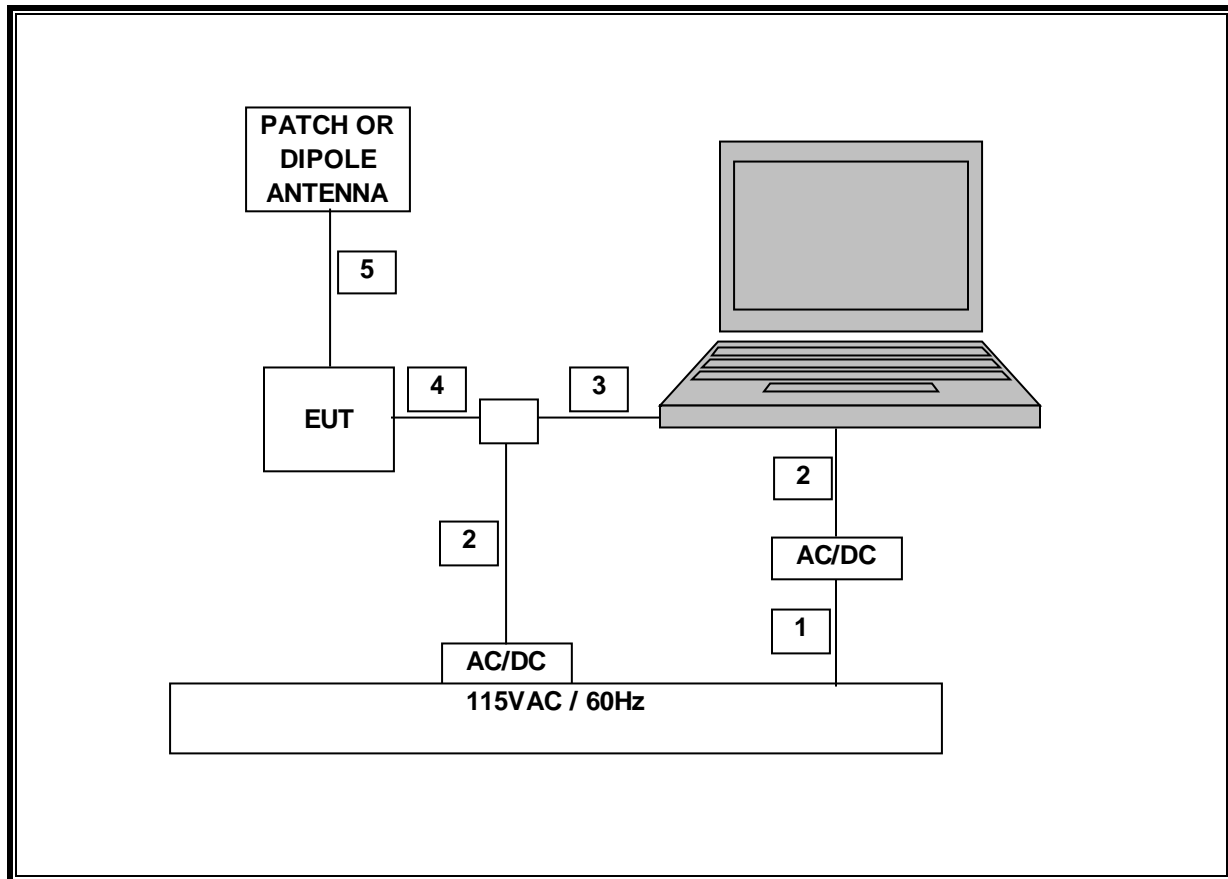 PATCH OR
DIPOLE
ANTENNA
5
EUT
4
3
2
2
AC/DC
1
AC/DC
115VAC / 60Hz